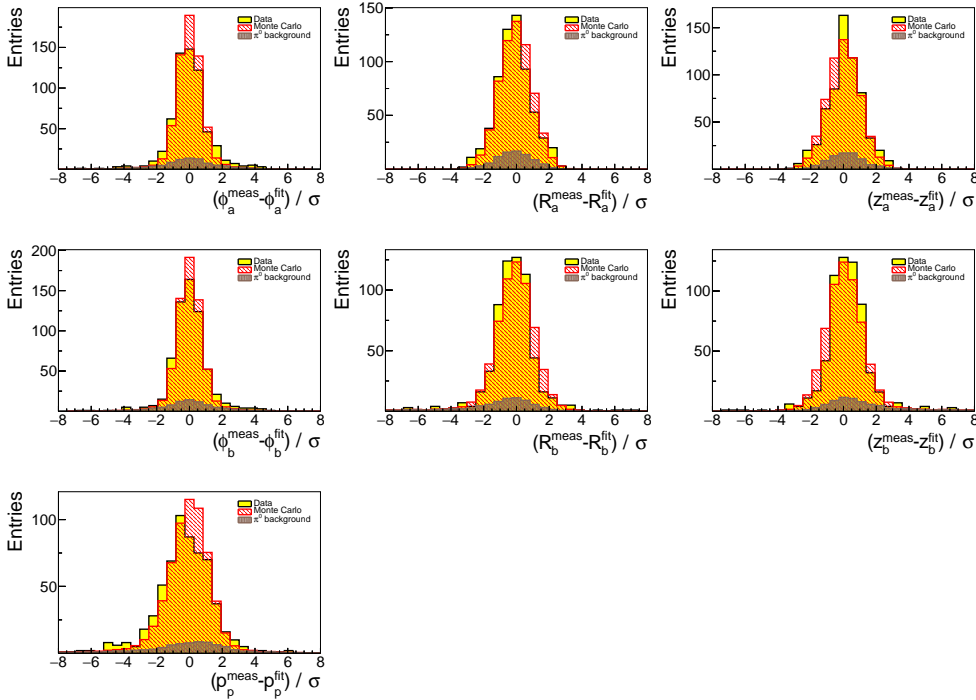 Entries
150
100
50
Data
Monte Carlo
π⁰ background
−8 −6 −4 −2 0 2 4 6 8
(ϕ_a^meas-ϕ_a^fit) / σ
Entries
150
100
50
Data
Monte Carlo
π⁰ background
−8 −6 −4 −2 0 2 4 6 8
(R_a^meas-R_a^fit) / σ
Entries
150
100
50
Data
Monte Carlo
π⁰ background
−8 −6 −4 −2 0 2 4 6 8
(z_a^meas-z_a^fit) / σ
Entries
200
150
100
50
Data
Monte Carlo
π⁰ background
−8 −6 −4 −2 0 2 4 6 8
(ϕ_b^meas-ϕ_b^fit) / σ
Entries
100
50
Data
Monte Carlo
π⁰ background
−8 −6 −4 −2 0 2 4 6 8
(R_b^meas-R_b^fit) / σ
Entries
100
50
Data
Monte Carlo
π⁰ background
−8 −6 −4 −2 0 2 4 6 8
(z_b^meas-z_b^fit) / σ
Entries
100
50
Data
Monte Carlo
π⁰ background
−8 −6 −4 −2 0 2 4 6 8
(p_p^meas-p_p^fit) / σ